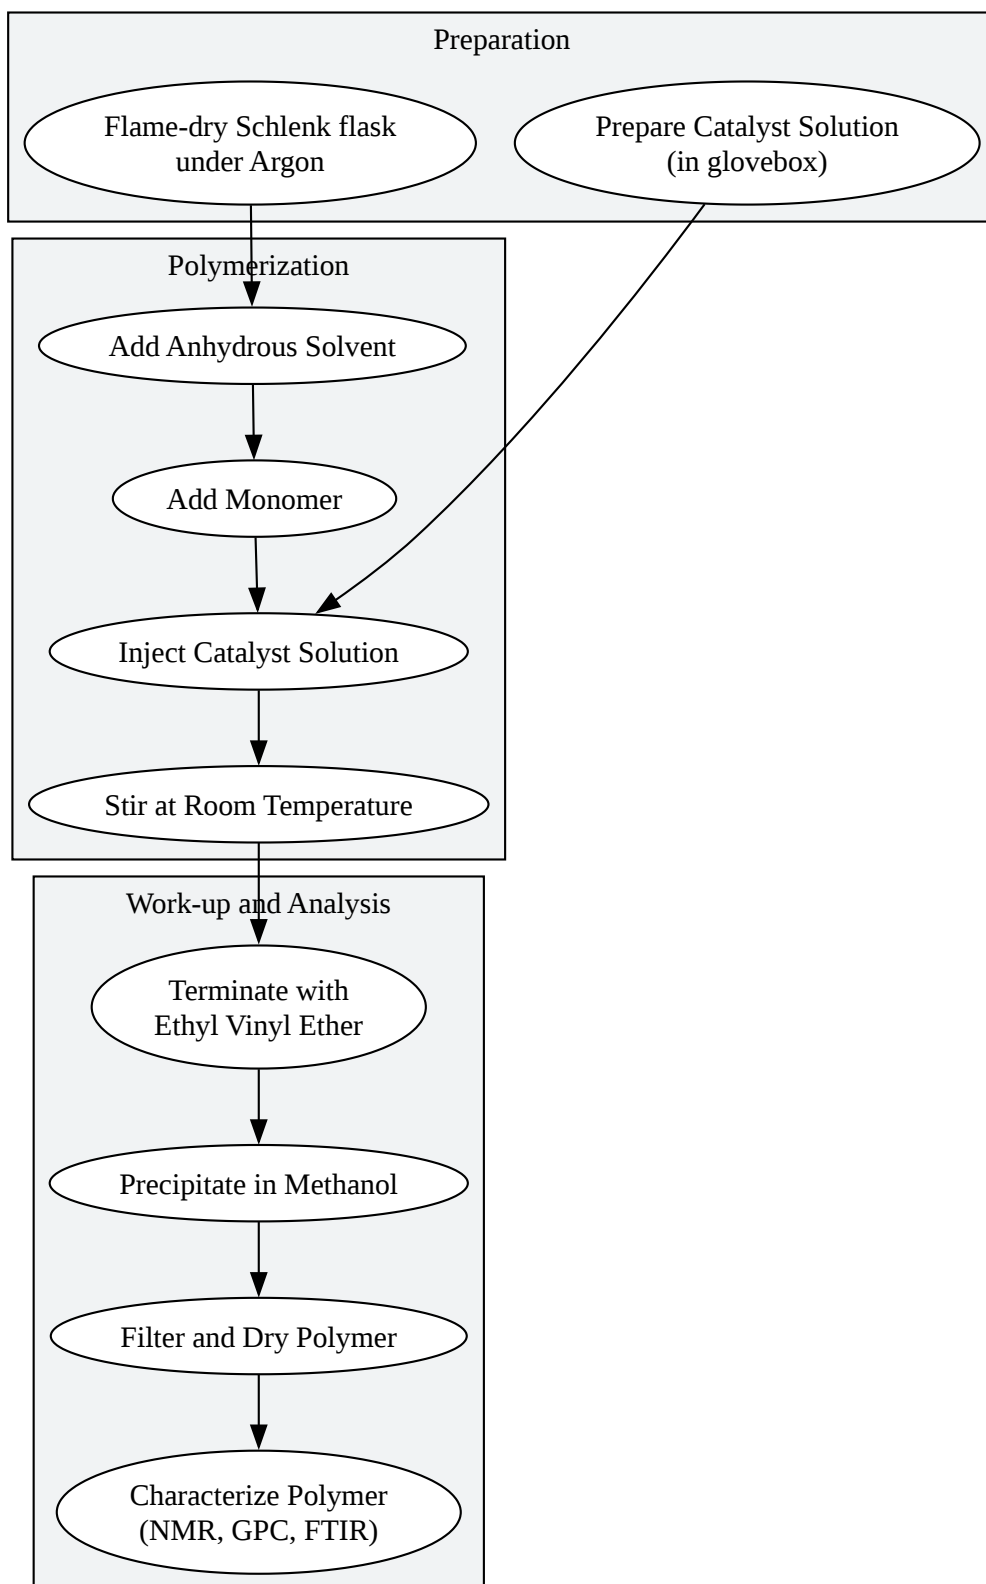 Preparation
Flame-dry Schlenk flask
under Argon
Prepare Catalyst Solution
(in glovebox)
Polymerization
Add Anhydrous Solvent
Add Monomer
Inject Catalyst Solution
Stir at Room Temperature
Work-up and Analysis
Terminate with
Ethyl Vinyl Ether
Precipitate in Methanol
Filter and Dry Polymer
Characterize Polymer
(NMR, GPC, FTIR)